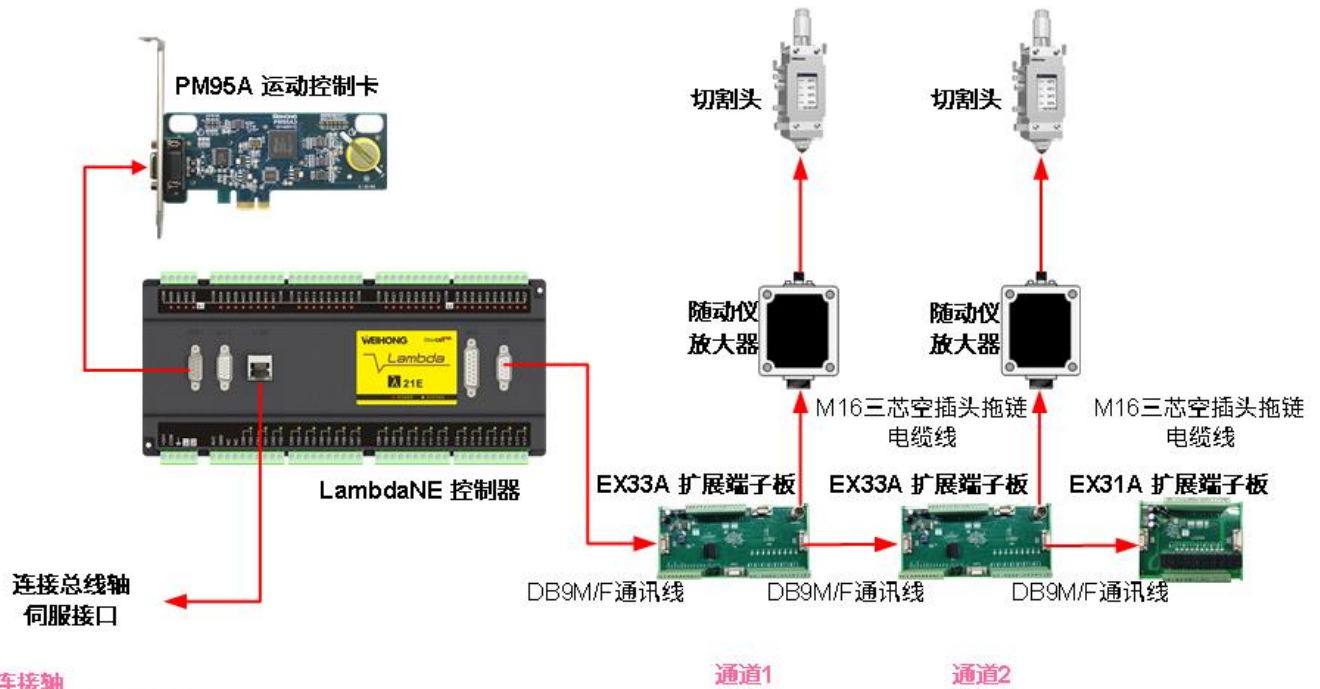 PM95A 运动控制卡
切割头
切割头
随动仪
放大器
随动仪
放大器
WEIHONG
Lambda
21E
M16三芯空插头拖链
电缆线
M16三芯空插头拖链
电缆线
LambdaNE 控制器
EX33A 扩展端子板
EX33A 扩展端子板
EX31A 扩展端子板
连接总线轴
伺服接口
DB9M/F通讯线
DB9M/F通讯线
DB9M/F通讯线
通道1
通道2
连接轴